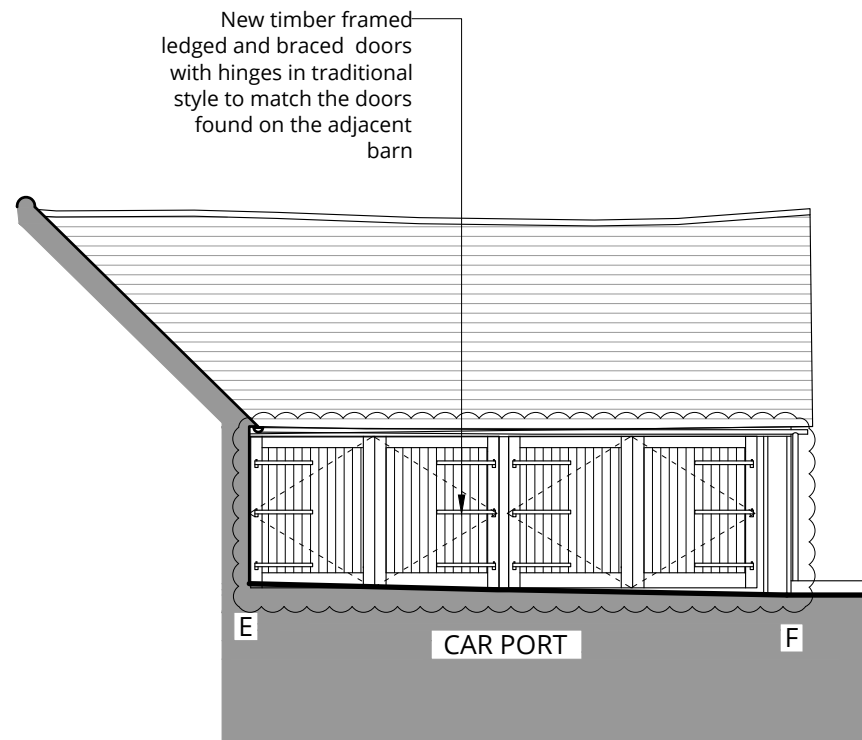 New timber framed
ledged and braced doors
with hinges in traditional
style to match the doors
found on the adjacent
barn
E
CAR PORT
F